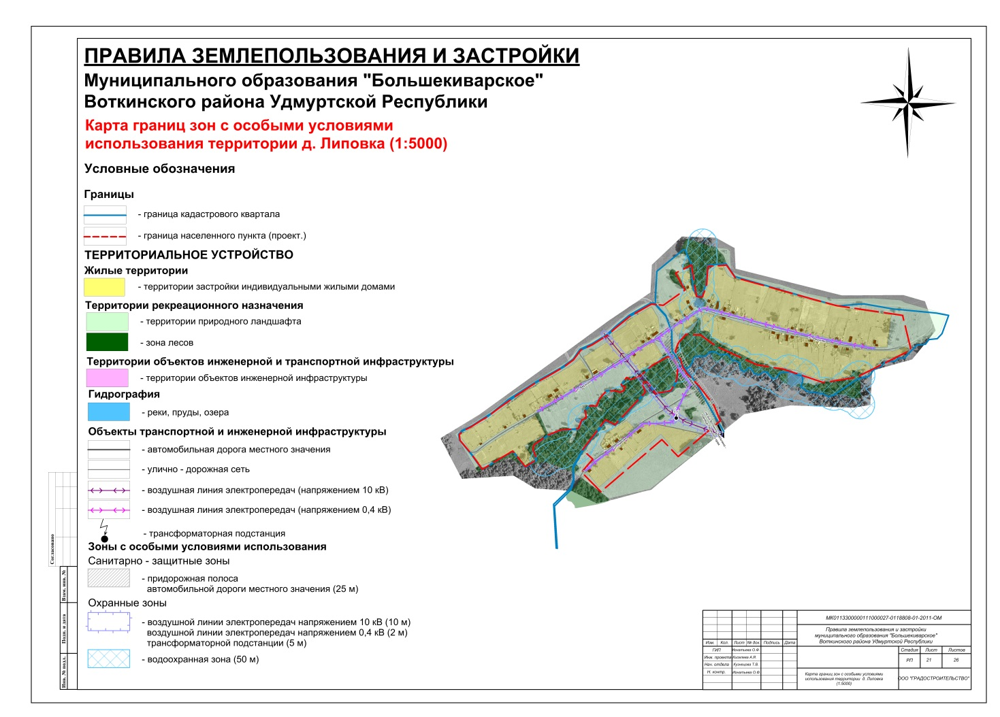 ПРАВИЛА ЗЕМЛЕПОЛЬЗОВАНИЯ И ЗАСТРОЙКИ
Муниципального образования "Большекиварское"
Воткинского района Удмуртской Республики
Карта границ зон с особыми условиями
использования территории д. Липовка (1:5000)
Условные обозначения
Границы
- граница кадастрового квартала
- граница населенного пункта (проект.)
ТЕРРИТОРИАЛЬНОЕ УСТРОЙСТВО
Жилые территории
- территории застройки индивидуальными жилыми домами
Территории рекреационного назначения
- территории природного ландшафта
- зона лесов
Территории объектов инженерной и транспортной инфраструктуры
- территории объектов инженерной инфраструктуры
Гидрография
- реки, пруды, озера
Объекты транспортной и инженерной инфраструктуры
- автомобильная дорога местного значения
- улично - дорожная сеть
- воздушная линия электропередач (напряжением 10 кВ)
- воздушная линия электропередач (напряжением 0,4 кВ)
- трансформаторная подстанция
Зоны с особыми условиями использования
Санитарно - защитные зоны
- придорожная полоса
автомобильной дороги местного значения (25 м)
Охранные зоны
- воздушной линии электропередач напряжением 10 кВ (10 м)
воздушной линии электропередач напряжением 0,4 кВ (2 м)
трансформаторной подстанции (5 м)
- водоохранная зона (50 м)
Согласовано
Взам. инв. №
Подп. и дата
Инв. № подл.
МК0113300000111000027-0118808-01-2011-ОМ
Правила землепользования и застройки
муниципального образования "Большекиварское"
Воткинского района Удмуртской Республики
Изм. Кол. Лист № док. Подпись Дата
ГИП Игнатьева О.Ф.
Инж. проекта Киселева А.Я.
Нач. отдела Кузнецова Т.В.
Н. контр. Игнатьева О.Ф.
Стадия Лист Листов
РП 21 26
Карта границ зон с особыми условиями
использования территории д. Липовка
(1:5000)
ООО "ГРАДОСТРОИТЕЛЬСТВО"